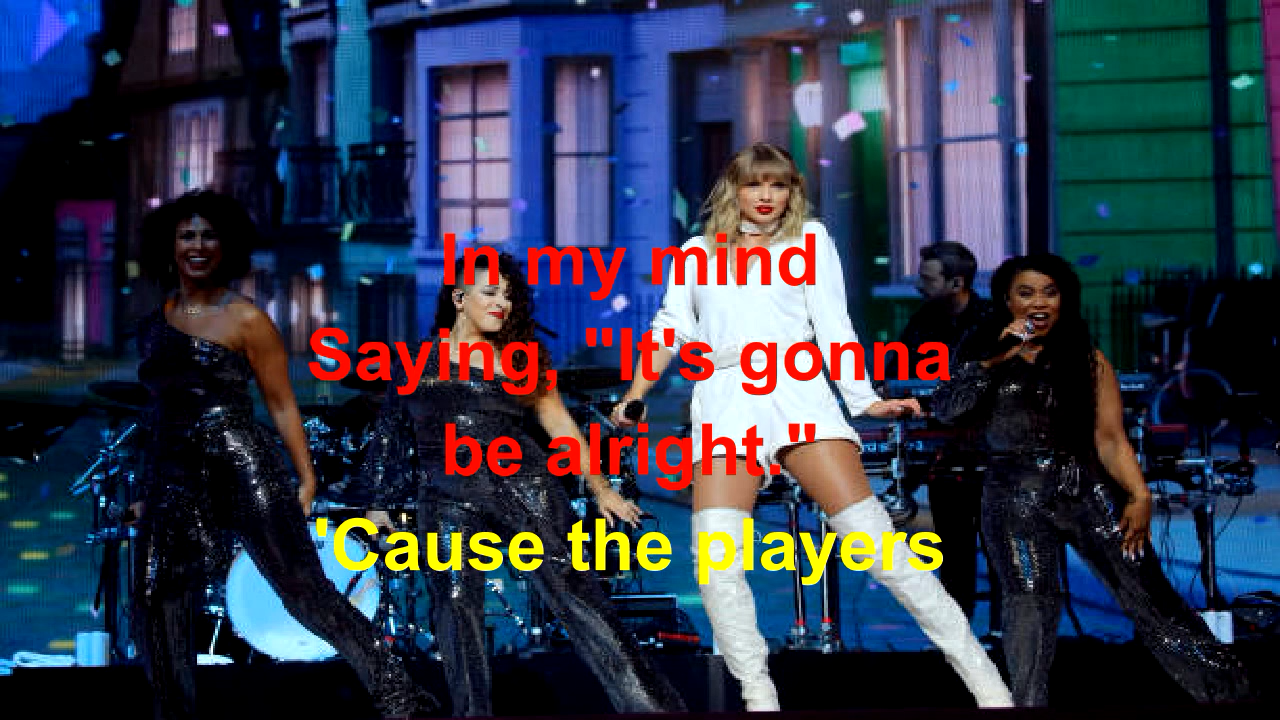 In my mind
Saying, "It's gonna
be alright."
'Cause the players